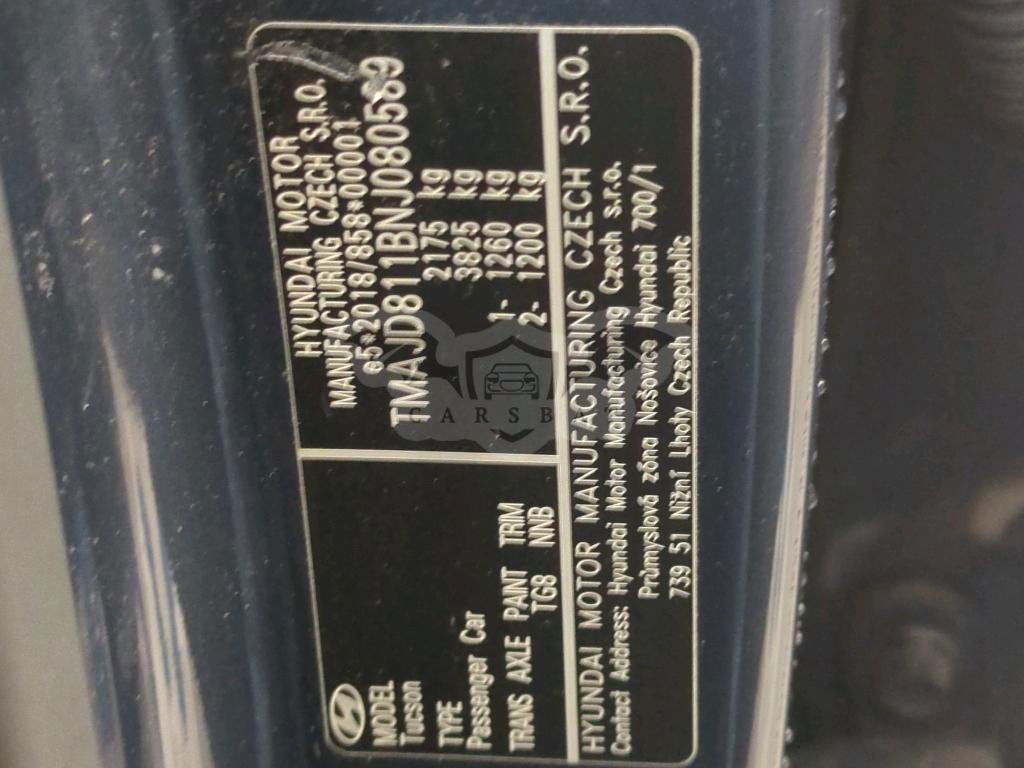 HYUNDAI MOTOR
MANUFACTURING CZECH S.R.O.
e5*2018/858*00001
2175 kg
3825 kg
1- 1260 kg
2- 1200 kg
MODEL
Tucson
TYPE
Passenger Car
TRANS AXLE PAINT TRIM
TG8 NNB
HYUNDAI MOTOR MANUFACTURING CZECH S.R.O.
Contact Address: Hyundai Motor Manufacturing Czech s.r.o.
Průmyslová zóna Nošovice Hyundai 700/1
739 51 Nižní Lhoty Czech Republic